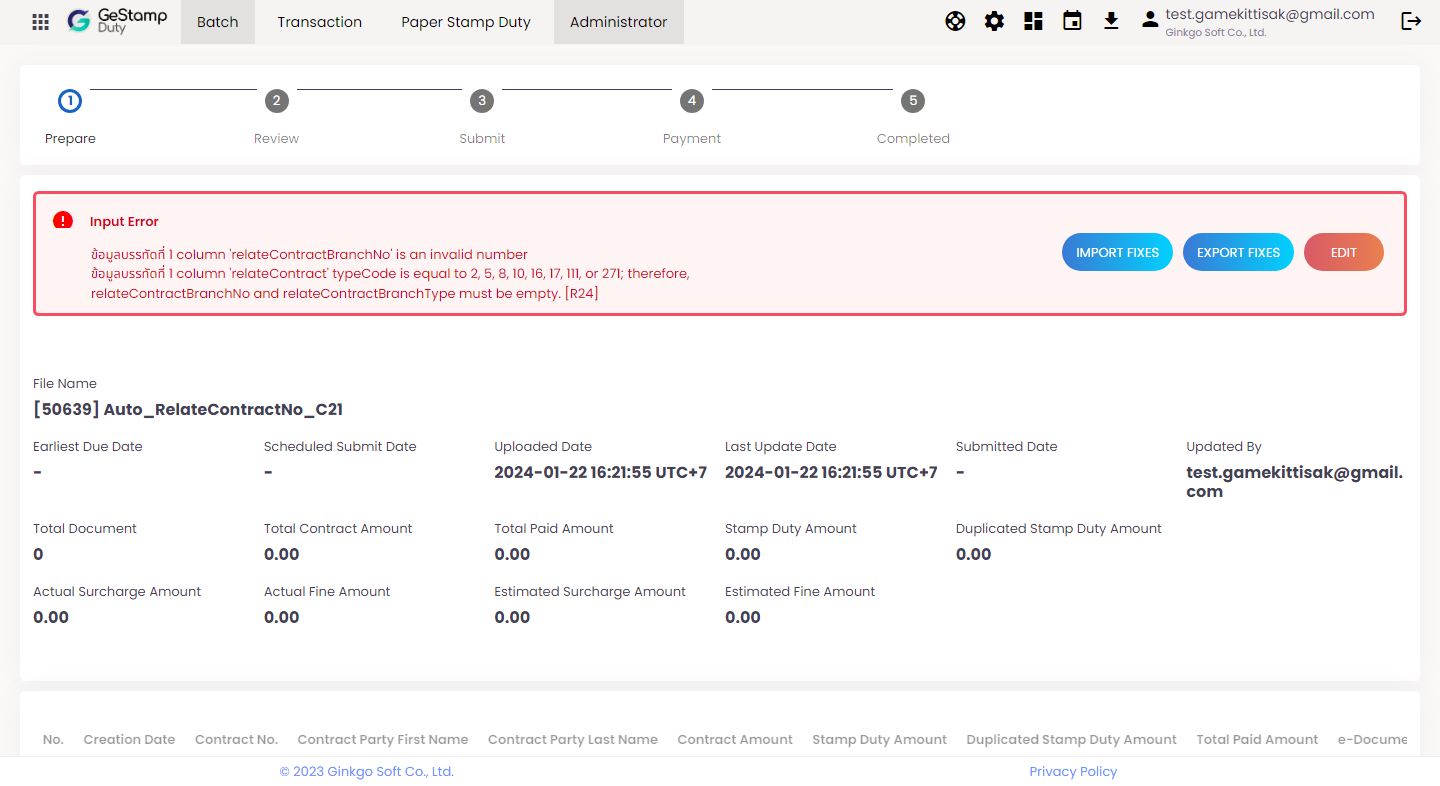 GeStamp
Duty
Batch
Transaction
Paper Stamp Duty
Administrator
test.gamekittisak@gmail.com
Ginkgo Soft Co., Ltd.
1
2
3
4
5
Prepare
Review
Submit
Payment
Completed
Input Error
ข้อมูลบรรทัดที่ 1 column 'relateContractBranchNo' is an invalid number
ข้อมูลบรรทัดที่ 1 column 'relateContract' typeCode is equal to 2, 5, 8, 10, 16, 17, 111, or 271; therefore,
relateContractBranchNo and relateContractBranchType must be empty. [R24]
IMPORT FIXES
EXPORT FIXES
EDIT
File Name
[50639] Auto_RelateContractNo_C21
Earliest Due Date
Scheduled Submit Date
Uploaded Date
Last Update Date
Submitted Date
Updated By
-
-
2024-01-22 16:21:55 UTC+7
2024-01-22 16:21:55 UTC+7
-
test.gamekittisak@gmail.
com
Total Document
Total Contract Amount
Total Paid Amount
Stamp Duty Amount
Duplicated Stamp Duty Amount
0
0.00
0.00
0.00
0.00
Actual Surcharge Amount
Actual Fine Amount
Estimated Surcharge Amount
Estimated Fine Amount
0.00
0.00
0.00
0.00
No.
Creation Date
Contract No.
Contract Party First Name
Contract Party Last Name
Contract Amount
Stamp Duty Amount
Duplicated Stamp Duty Amount
Total Paid Amount
e-Docume
© 2023 Ginkgo Soft Co., Ltd.
Privacy Policy